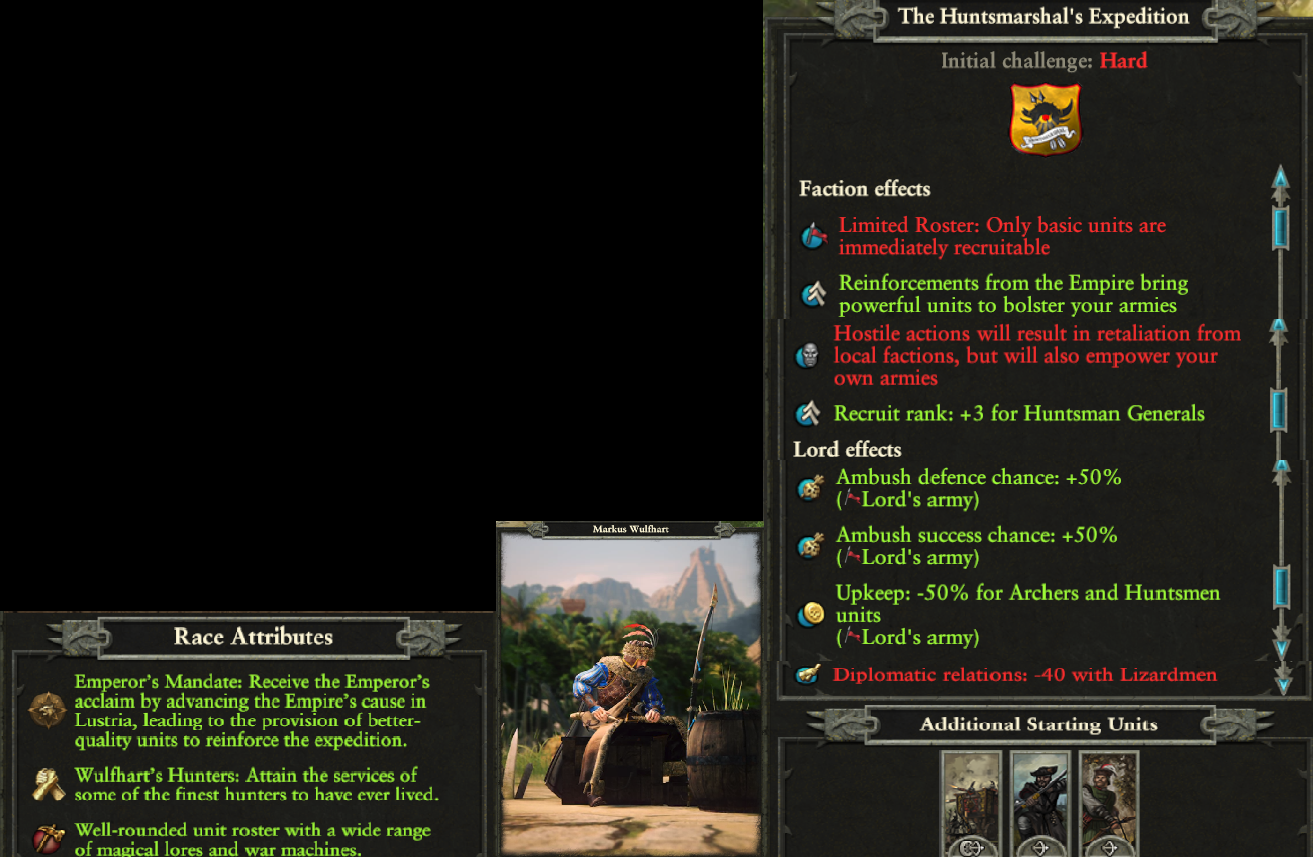 The Huntsmarshal's Expedition
Initial challenge: Hard
Faction effects
Limited Roster: Only basic units are
immediately recruitable
Reinforcements from the Empire bring
powerful units to bolster your armies
Hostile actions will result in retaliation from
local factions, but will also empower your
own armies
Recruit rank: +3 for Huntsman Generals
Lord effects
Ambush defence chance: +50%
(Lord's army)
Ambush success chance: +50%
(Lord's army)
Upkeep: -50% for Archers and Huntsmen
units
(Lord's army)
Diplomatic relations: -40 with Lizardmen
Additional Starting Units
Markus Wulfhart
Race Attributes
Emperor's Mandate: Receive the Emperor's
acclaim by advancing the Empire's cause in
Lustria, leading to the provision of better-
quality units to reinforce the expedition.
Wulfhart's Hunters: Attain the services of
some of the finest hunters to have ever lived.
Well-rounded unit roster with a wide range
of magical lores and war machines.